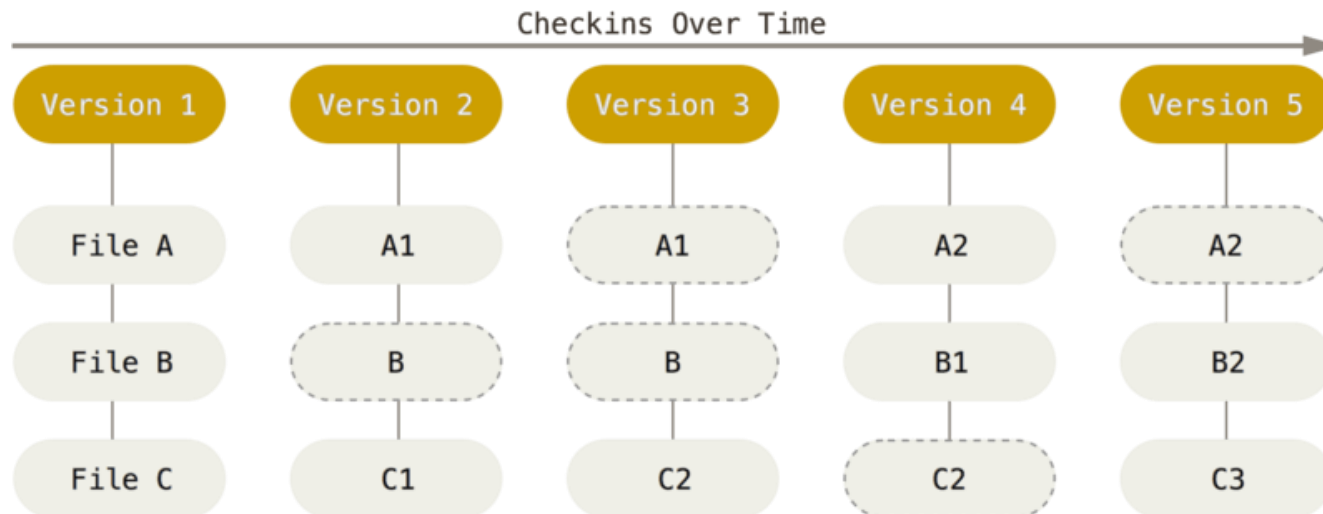 Checkins Over Time
Version 1 Version 2 Version 3 Version 4 Version 5
File A A1 A1 A2 A2
File B B B B1 B2
File C C1 C2 C2 C3